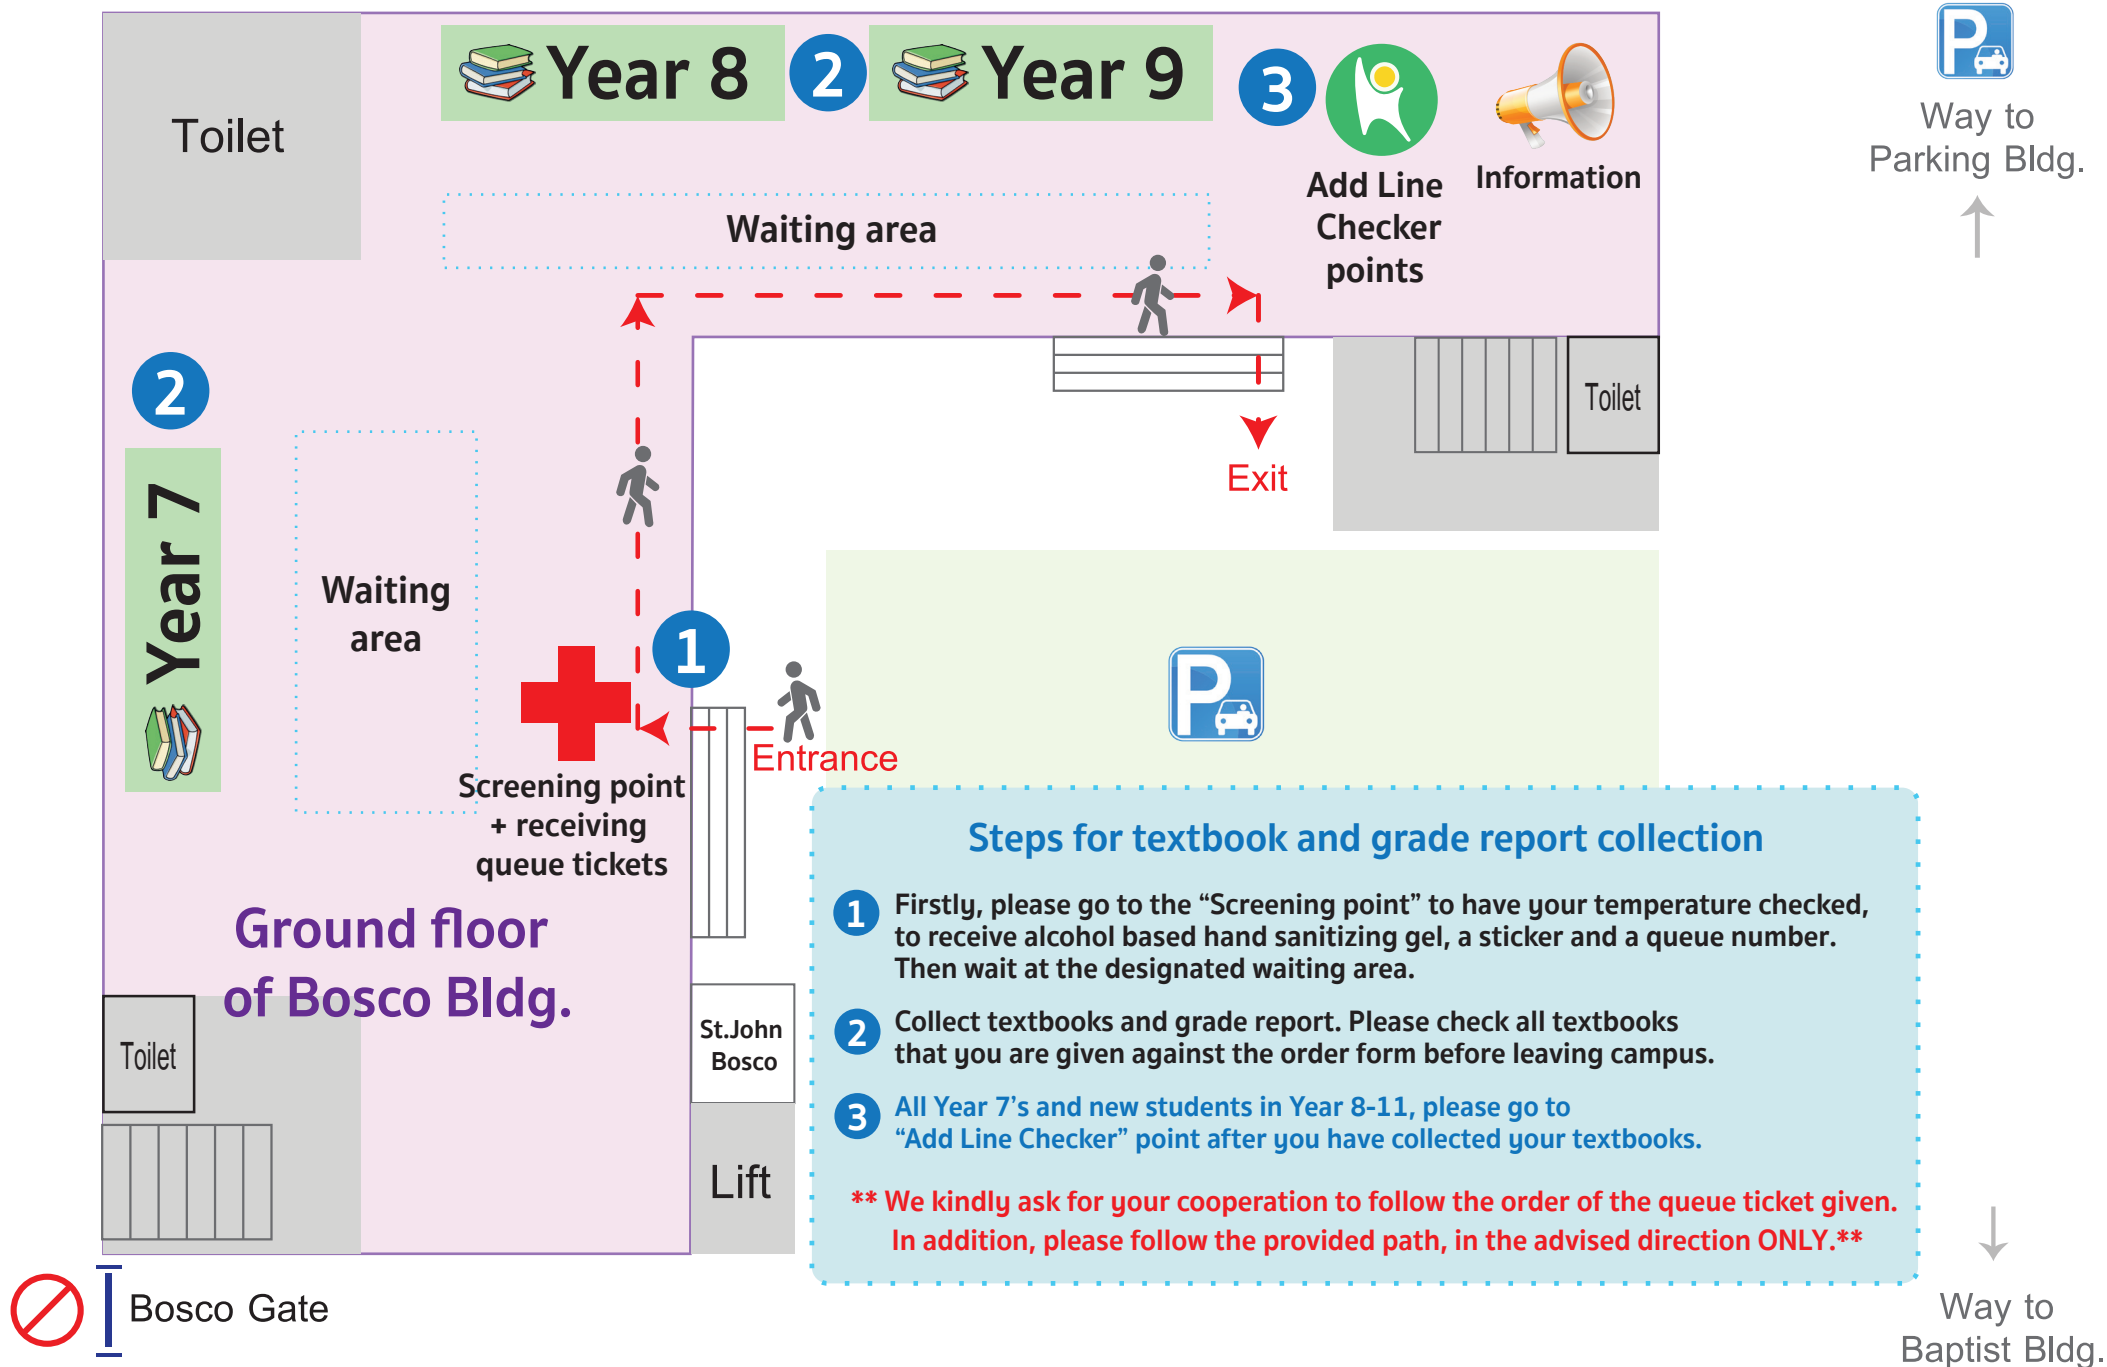 Toilet
Year 8
2
Year 9
3
Add Line
Checker
points
Information
P
Way to
Parking Bldg.
Waiting area
2
Year 7
Waiting
area
1
Screening point
+ receiving
queue tickets
Entrance
Exit
Toilet
P
Ground floor
of Bosco Bldg.
Toilet
St.John
Bosco
Lift
Bosco Gate
Steps for textbook and grade report collection
1 Firstly, please go to the “Screening point” to have your temperature checked,
to receive alcohol based hand sanitizing gel, a sticker and a queue number.
Then wait at the designated waiting area.
2 Collect textbooks and grade report. Please check all textbooks
that you are given against the order form before leaving campus.
3 All Year 7’s and new students in Year 8-11, please go to
“Add Line Checker” point after you have collected your textbooks.
** We kindly ask for your cooperation to follow the order of the queue ticket given.
In addition, please follow the provided path, in the advised direction ONLY.**
Way to
Baptist Bldg.